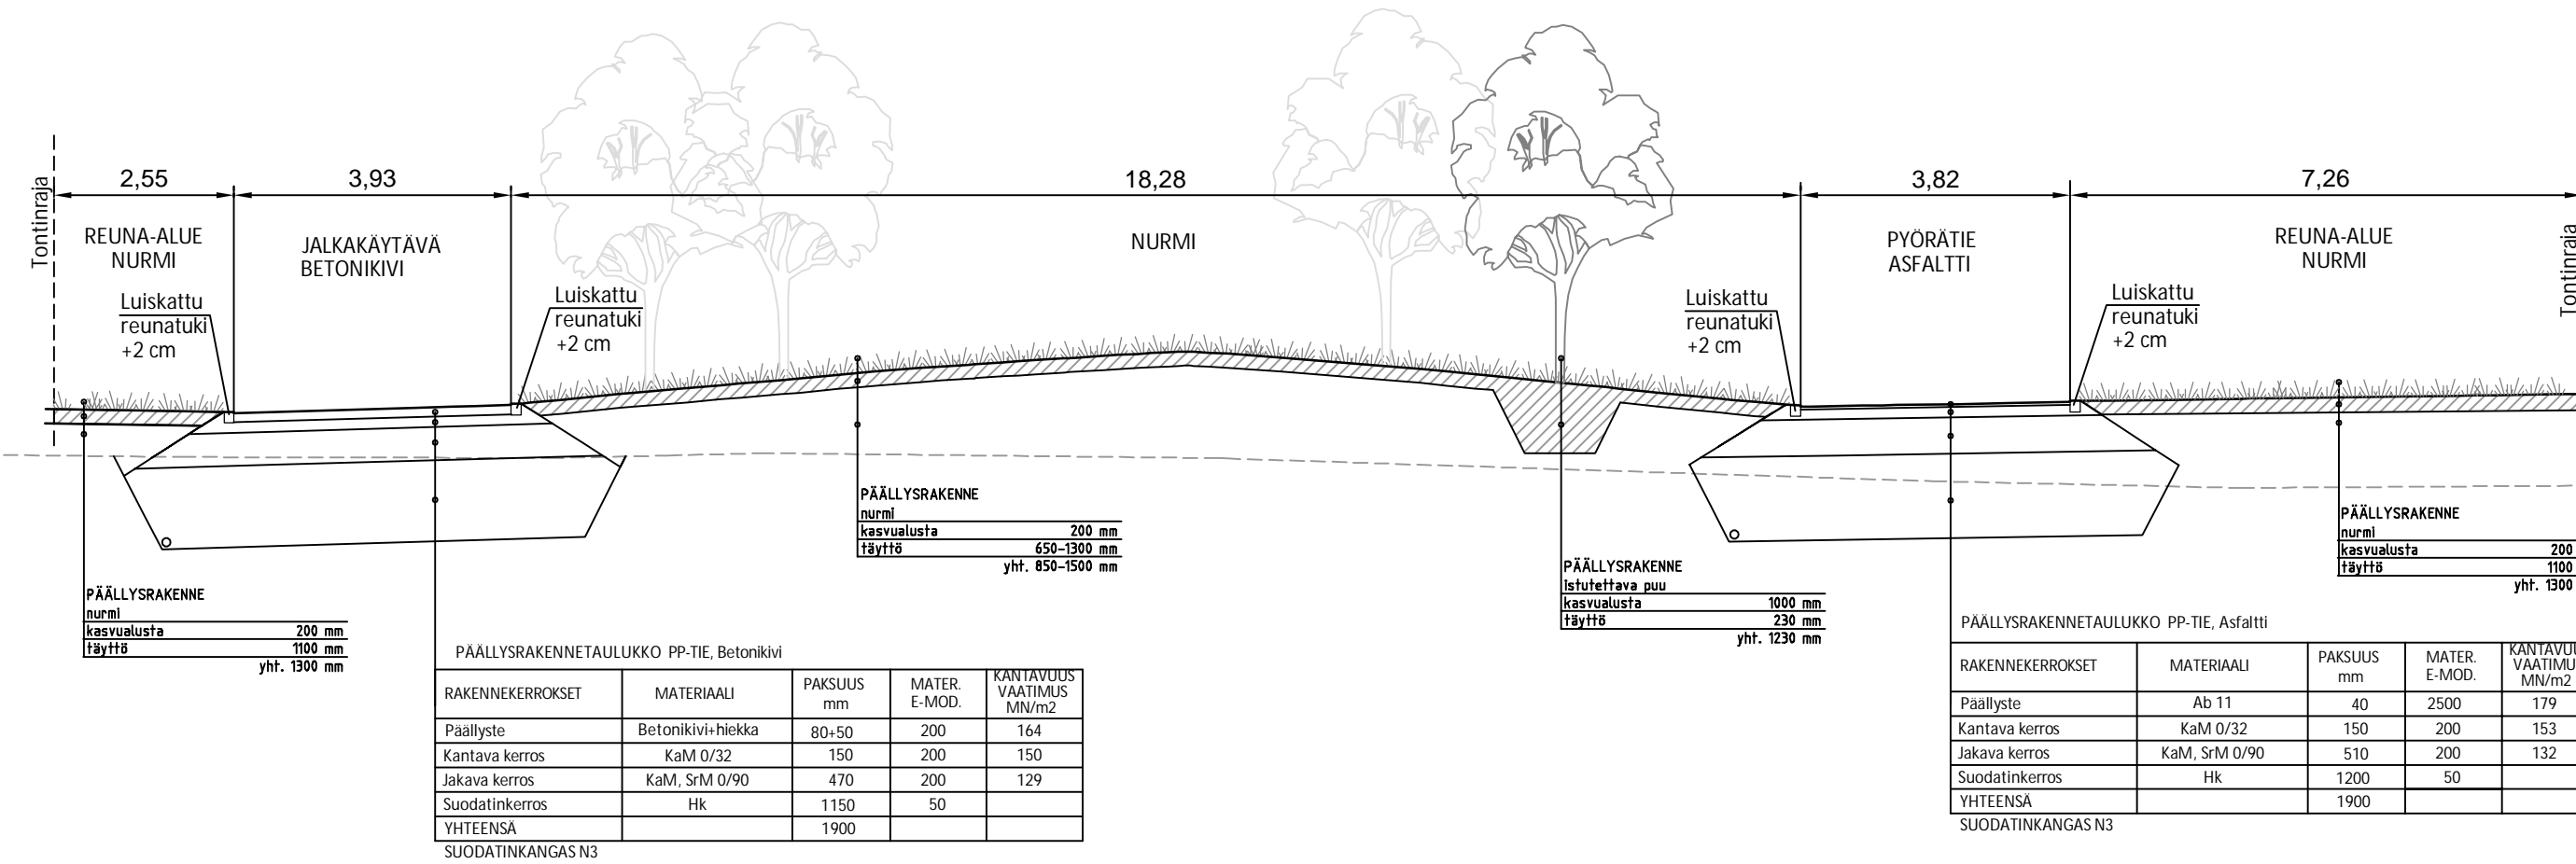 2,55
3,93
18,28
3,82
7,26
Tontinraja
REUNA-ALUE
NURMI
JALKAKÄYTÄVÄ
BETONIKIVI
NURMI
PYÖRÄTIE
ASFALTTI
REUNA-ALUE
NURMI
Tontinraja
Luiskattu
reunatuki
+2 cm
Luiskattu
reunatuki
+2 cm
Luiskattu
reunatuki
+2 cm
Luiskattu
reunatuki
+2 cm
PÄÄLLYSRAKENNE
nurmi
kasvualusta 200 mm
täyttö 1100 mm
yht. 1300 mm
PÄÄLLYSRAKENNE
nurmi
kasvualusta 200 mm
täyttö 650-1300 mm
yht. 850-1500 mm
PÄÄLLYSRAKENNE
istutettava puu
kasvualusta 1000 mm
täyttö 230 mm
yht. 1230 mm
PÄÄLLYSRAKENNE
nurmi
kasvualusta 200
täyttö 1100
yht. 1300
PÄÄLLYSRAKENNETAULUKKO PP-TIE, Betonikivi
RAKENNEKERROKSET MATERIAALI PAKSUUS mm MATER. E-MOD. KANTAVUUS VAATIMUS MN/m2
Päällyste Betonikivi+hiekka 80+50 200 164
Kantava kerros KaM 0/32 150 200 150
Jakava kerros KaM, SrM 0/90 470 200 129
Suodatinkerros Hk 1150 50
YHTEENSÄ 1900
SUODATINKANGAS N3
PÄÄLLYSRAKENNETAULUKKO PP-TIE, Asfaltti
RAKENNEKERROKSET MATERIAALI PAKSUUS mm MATER. E-MOD. KANTAVUU VAATIMU MN/m2
Päällyste Ab 11 40 2500 179
Kantava kerros KaM 0/32 150 200 153
Jakava kerros KaM, SrM 0/90 510 200 132
Suodatinkerros Hk 1200 50
YHTEENSÄ 1900
SUODATINKANGAS N3